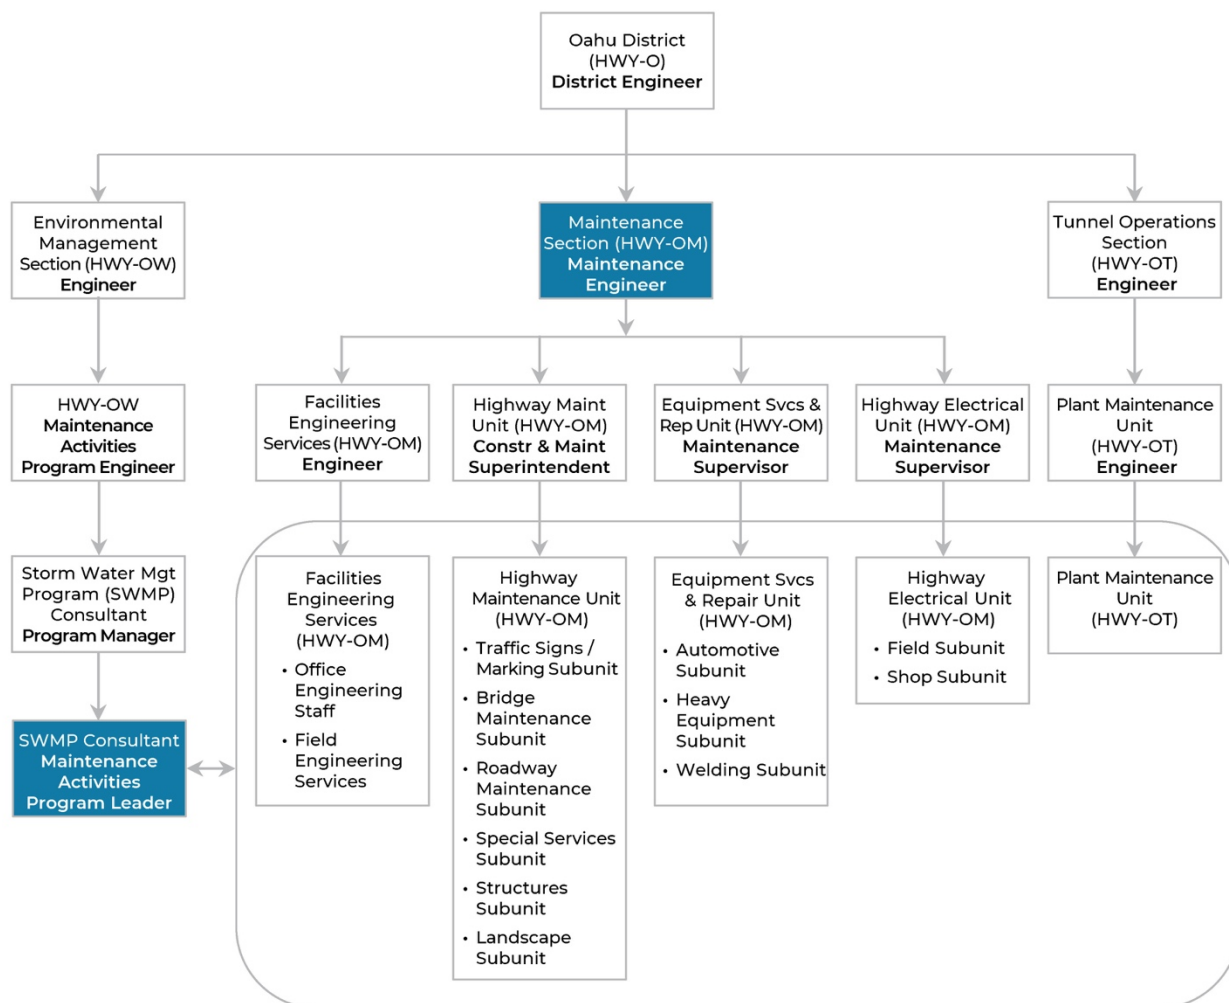 Oahu District
(HWY-O)
District Engineer
Environmental
Management
Section (HWY-OW)
Engineer
Maintenance
Section (HWY-OM)
Maintenance
Engineer
Tunnel Operations
Section
(HWY-OT)
Engineer
HWY-OW
Maintenance
Activities
Program Engineer
Facilities
Engineering
Services (HWY-OM)
Engineer
Highway Maint
Unit (HWY-OM)
Constr & Maint
Superintendent
Equipment Svcs &
Rep Unit (HWY-OM)
Maintenance
Supervisor
Highway Electrical
Unit (HWY-OM)
Maintenance
Supervisor
Plant Maintenance
Unit
(HWY-OT)
Engineer
Storm Water Mgt
Program (SWMP)
Consultant
Program Manager
Facilities
Engineering
Services
(HWY-OM)
• Office
Engineering
Staff
• Field
Engineering
Services
Highway
Maintenance Unit
(HWY-OM)
• Traffic Signs /
Marking Subunit
• Bridge
Maintenance
Subunit
• Roadway
Maintenance
Subunit
• Special Services
Subunit
• Structures
Subunit
• Landscape
Subunit
Equipment Svcs
& Repair Unit
(HWY-OM)
• Automotive
Subunit
• Heavy
Equipment
Subunit
• Welding Subunit
Highway
Electrical Unit
(HWY-OM)
• Field Subunit
• Shop Subunit
Plant Maintenance
Unit
(HWY-OT)
SWMP Consultant
Maintenance
Activities
Program Leader